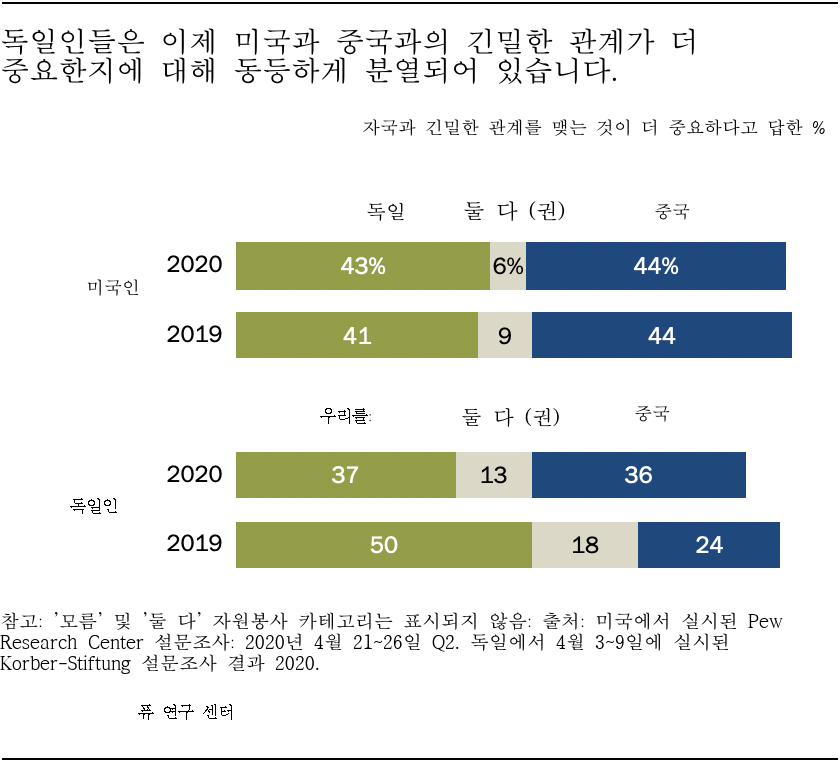 독일인들은 이제 미국과 중국과의 긴밀한 관계가 더
중요한지에 대해 동등하게 분열되어 있습니다.
자국과 긴밀한 관계를 맺는 것이 더 중요하다고 답한 %
독일 둘 다 (권) 중국
미국인
2020 43% 6% 44%
2019 41 9 44
우리를: 둘 다 (권) 중국
독일인
2020 37 13 36
2019 50 18 24
참고: '모름' 및 '둘 다' 자원봉사 카테고리는 표시되지 않음: 출처: 미국에서 실시된 Pew
Research Center 설문조사: 2020년 4월 21~26일 Q2. 독일에서 4월 3~9일에 실시된
Korber-Stiftung 설문조사 결과 2020.
퓨 연구 센터